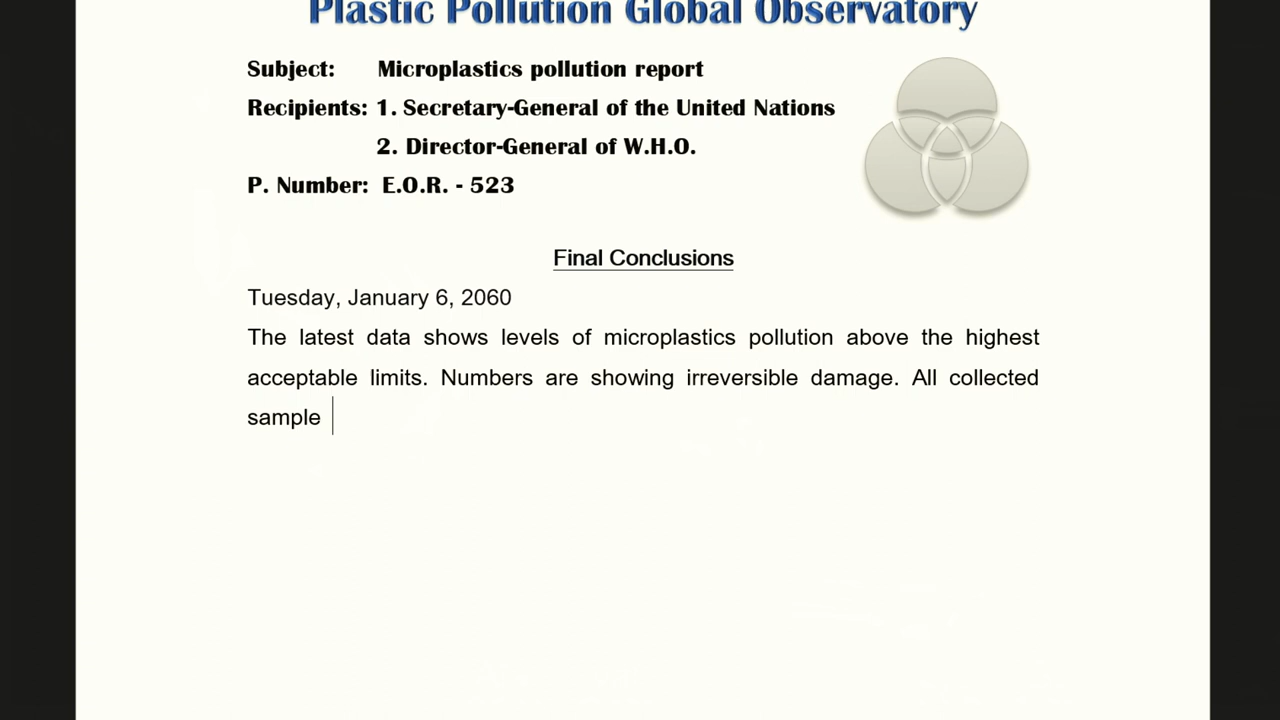 Plastic Pollution Global Observatory
Subject: Microplastics pollution report
Recipients: 1. Secretary-General of the United Nations
2. Director-General of W.H.O.
P. Number: E.O.R. - 523
Final Conclusions
Tuesday, January 6, 2060
The latest data shows levels of microplastics pollution above the highest
acceptable limits. Numbers are showing irreversible damage. All collected
sample